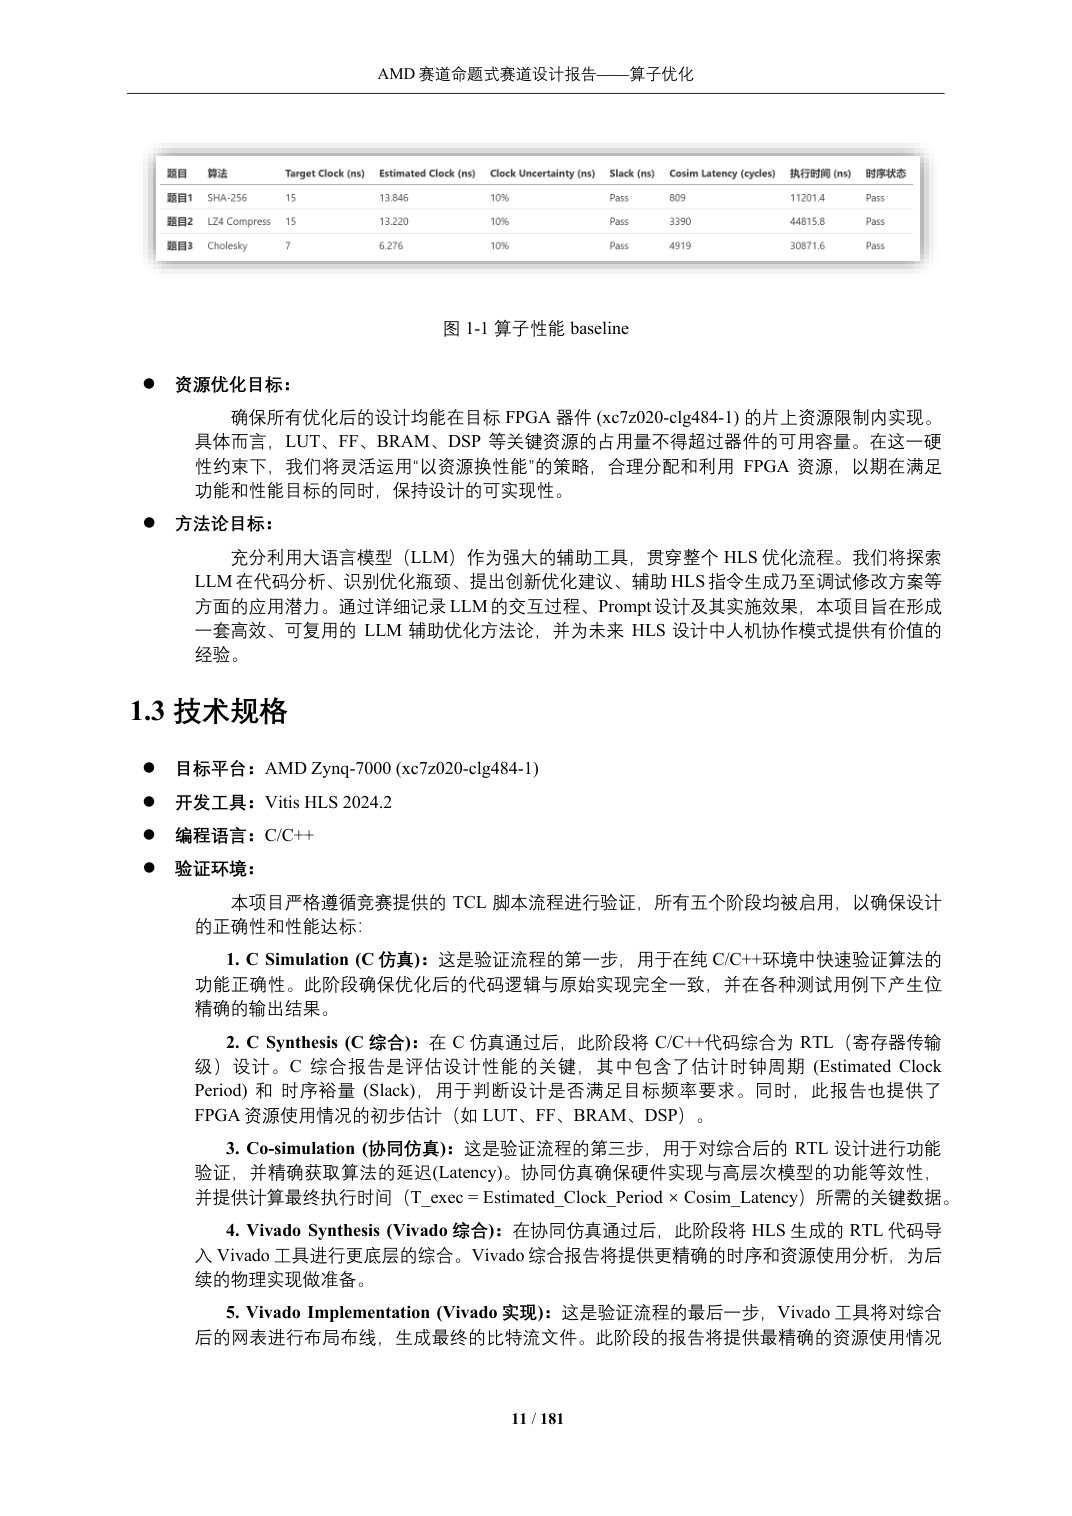 AMD 赛道命题式赛道设计报告——算子优化
题目 算法 Target Clock (ns) Estimated Clock (ns) Clock Uncertainty (ns) Slack (ns) Cosim Latency (cycles) 执行时间 (ns) 时序状态
题目1 SHA-256 15 13.846 10% Pass 809 11201.4 Pass
题目2 LZ4 Compress 15 13.220 10% Pass 3390 44815.8 Pass
题目3 Cholesky 7 6.276 10% Pass 4919 30871.6 Pass
图 1-1 算子性能 baseline
● 资源优化目标：
确保所有优化后的设计均能在目标 FPGA 器件 (xc7z020-clg484-1) 的片上资源限制内实现。
具体而言，LUT、FF、BRAM、DSP 等关键资源的占用量不得超过器件的可用容量。在这一硬
性约束下，我们将灵活运用“以资源换性能”的策略，合理分配和利用 FPGA 资源，以期在满足
功能和性能目标的同时，保持设计的可实现性。
● 方法论目标：
充分利用大语言模型（LLM）作为强大的辅助工具，贯穿整个 HLS 优化流程。我们将探索
LLM 在代码分析、识别优化瓶颈、提出创新优化建议、辅助 HLS 指令生成乃至调试修改方案等
方面的应用潜力。通过详细记录 LLM 的交互过程、Prompt 设计及其实施效果，本项目旨在形成
一套高效、可复用的 LLM 辅助优化方法论，并为未来 HLS 设计中人机协作模式提供有价值的
经验。
1.3 技术规格
● 目标平台：AMD Zynq-7000 (xc7z020-clg484-1)
● 开发工具：Vitis HLS 2024.2
● 编程语言：C/C++
● 验证环境：
本项目严格遵循竞赛提供的 TCL 脚本流程进行验证，所有五个阶段均被启用，以确保设计
的正确性和性能达标：
1. C Simulation (C 仿真)：这是验证流程的第一步，用于在纯 C/C++环境中快速验证算法的
功能正确性。此阶段确保优化后的代码逻辑与原始实现完全一致，并在各种测试用例下产生位
精确的输出结果。
2. C Synthesis (C 综合)：在 C 仿真通过后，此阶段将 C/C++代码综合为 RTL（寄存器传输
级）设计。C 综合报告是评估设计性能的关键，其中包含了估计时钟周期 (Estimated Clock
Period) 和 时序裕量 (Slack)，用于判断设计是否满足目标频率要求。同时，此报告也提供了
FPGA 资源使用情况的初步估计（如 LUT、FF、BRAM、DSP）。
3. Co-simulation (协同仿真)：这是验证流程的第三步，用于对综合后的 RTL 设计进行功能
验证，并精确获取算法的延迟(Latency)。协同仿真确保硬件实现与高层次模型的功能等效性，
并提供计算最终执行时间（T_exec = Estimated_Clock_Period × Cosim_Latency）所需的关键数据。
4. Vivado Synthesis (Vivado 综合)：在协同仿真通过后，此阶段将 HLS 生成的 RTL 代码导
入 Vivado 工具进行更底层的综合。Vivado 综合报告将提供更精确的时序和资源使用分析，为后
续的物理实现做准备。
5. Vivado Implementation (Vivado 实现)：这是验证流程的最后一步，Vivado 工具将对综合
后的网表进行布局布线，生成最终的比特流文件。此阶段的报告将提供最精确的资源使用情况
11 / 181